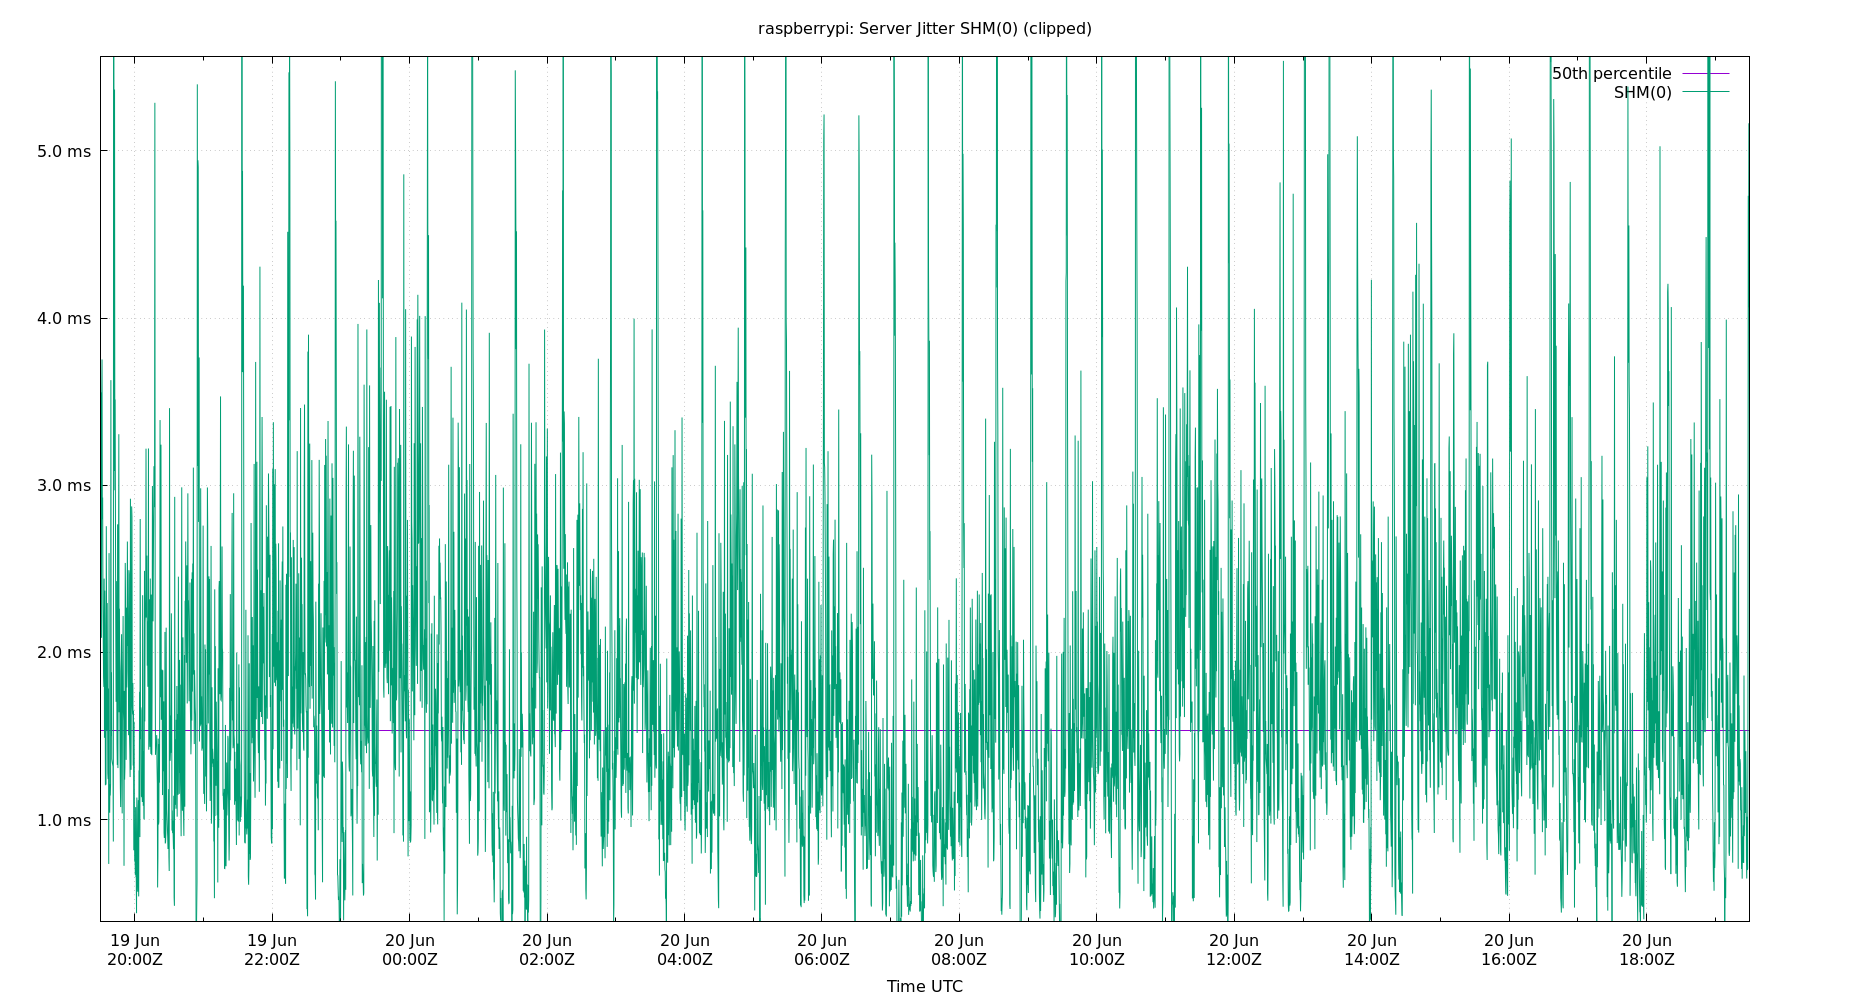 raspberrypi: Server Jitter SHM(0) (clipped)
50th percentile
SHM(0)
5.0 ms
4.0 ms
3.0 ms
2.0 ms
1.0 ms
19 Jun 19 Jun 20 Jun 20 Jun 20 Jun 20 Jun 20 Jun 20 Jun 20 Jun 20 Jun 20 Jun 20 Jun
20:00Z 22:00Z 00:00Z 02:00Z 04:00Z 06:00Z 08:00Z 10:00Z 12:00Z 14:00Z 16:00Z 18:00Z
Time UTC